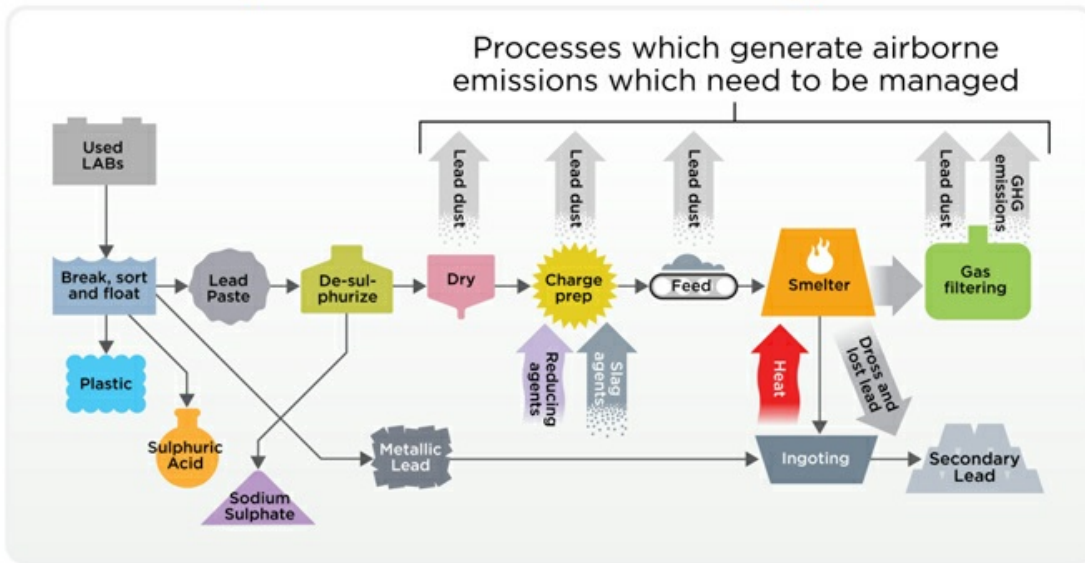 Processes which generate airborne
emissions which need to be managed
Used
LABs
Lead dust
Lead dust
Lead dust
Lead dust
GHG
emissions
Break, sort
and float
Lead
Paste
De-sul-
phurize
Dry
Charge
prep
Feed
Smelter
Gas
filtering
Plastic
Reducing
agents
Slag
agents
Heat
Dross and
lost lead
Sulphuric
Acid
Metallic
Lead
Ingoting
Secondary
Lead
Sodium
Sulphate